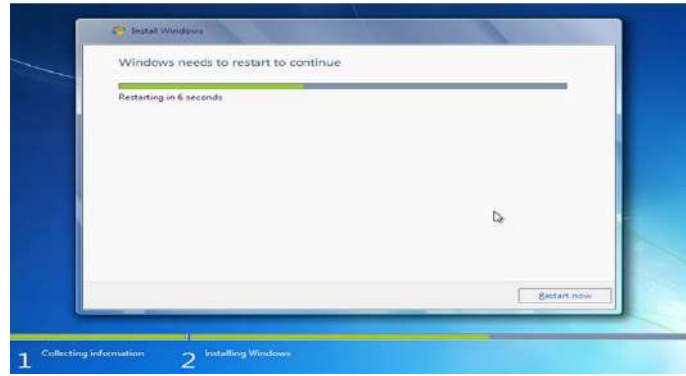 Install Windows
Windows needs to restart to continue
Restarting in 6 seconds
Restart now
1 Collecting information
2 Installing Windows